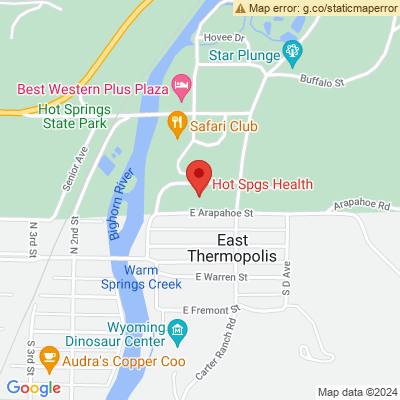 Map error: g.co/staticmaperror
Hovee Dr
Star Plunge
Buffalo St
Best Western Plus Plaza
Hot Springs
State Park
Safari Club
Senior Ave
Bighorn River
Hot Spgs Health
Arapahoe Rd
E Arapahoe St
N 3rd St
N 2nd St
East
Thermopolis
Warm
Springs Creek
E Warren St
S D Ave
E Fremont St
Wyoming
Dinosaur Center
Carter Ranch Rd
S 3rd St
Audra's Copper Coo
Google
Map data ©2024